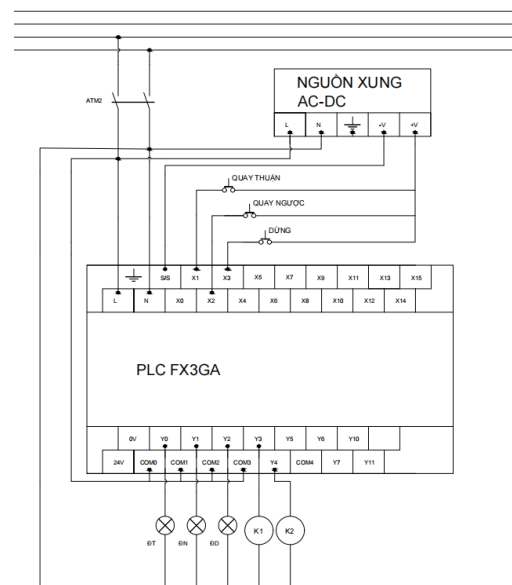 NGUỒN XUNG
AC-DC
ATM2
L N -V +V
QUAY THUẬN
QUAY NGƯỢC
DỪNG
S/S X1 X3 X5 X7 X9 X11 X13 X15
L N X0 X2 X4 X6 X8 X10 X12 X14
PLC FX3GA
0V Y0 Y1 Y2 Y3 Y5 Y6 Y10
24V COM0 COM1 COM2 COM3 Y4 COM4 Y7 Y11
ĐT ĐN ĐD K1 K2